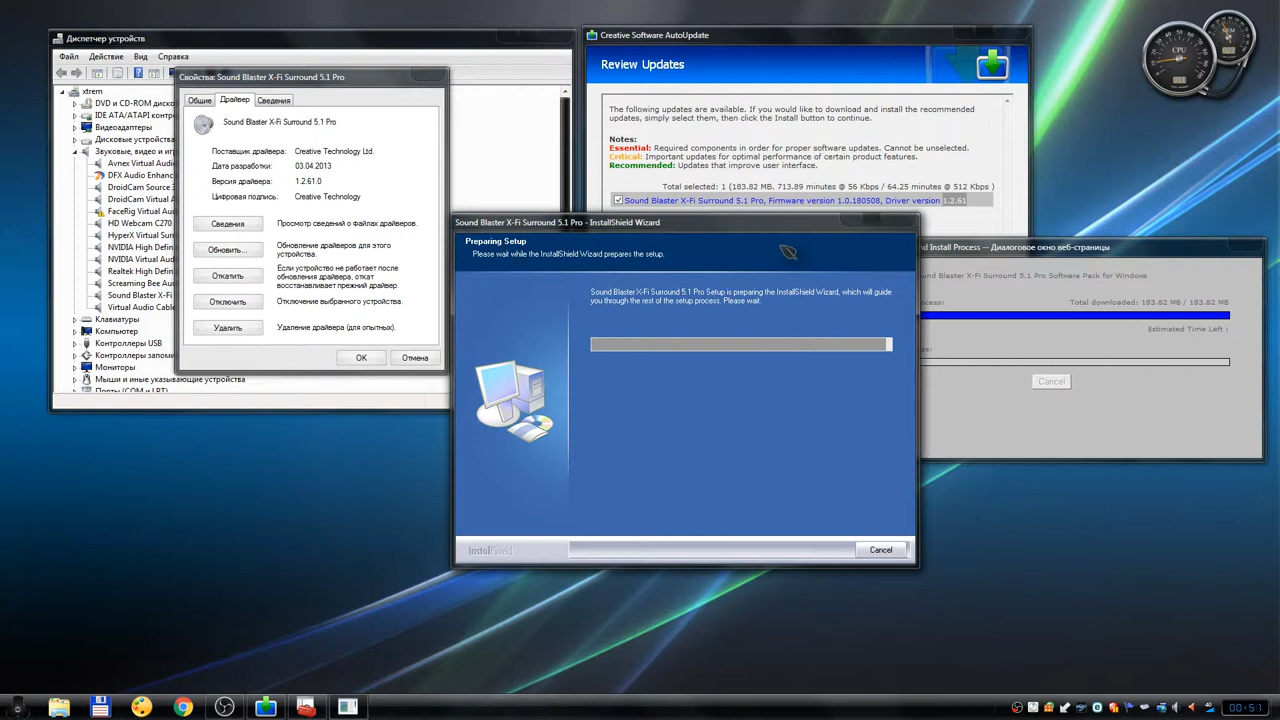 Диспетчер устройств
Файл Действие Вид Справка
xtrem
DVD и CD-ROM дисков
IDE ATA/ATAPI контро
Видеоадаптеры
Дисковые устройства
Звуковые, видео и иг
Avnex Virtual Audio
DFX Audio Enhanc
DroidCam Source
DroidCam Virtual
FaceRig Virtual Au
HD Webcam C270
HyperX Virtual Surr
NVIDIA High Defin
NVIDIA Virtual Au
Realtek High Defin
Screaming Bee Aud
Sound Blaster X-Fi
Virtual Audio Cable
Клавиатуры
Компьютер
Контроллеры USB
Контроллеры запоми
Мониторы
Мыши и иные указывающие устройства
Порты (COM и LPT)
Свойства: Sound Blaster X-Fi Surround 5.1 Pro
Общие Драйвер Сведения
Sound Blaster X-Fi Surround 5.1 Pro
Поставщик драйвера: Creative Technology Ltd.
Дата разработки: 03.04.2013
Версия драйвера: 1.2.61.0
Цифровая подпись: Creative Technology
Сведения Просмотр сведений о файлах драйверов.
Обновить... Обновление драйверов для этого
устройства.
Откатить Если устройство не работает после
обновления драйвера, откат
восстанавливает прежний драйвер.
Отключить Отключение выбранного устройства.
Удалить Удаление драйвера (для опытных).
OK Отмена
Creative Software AutoUpdate
Review Updates
The following updates are available. If you would like to download and install the recommended
updates, simply select them, then click the Install button to continue.
Notes:
Essential: Required components in order for proper software updates. Cannot be unselected.
Critical: Important updates for optimal performance of certain product features.
Recommended: Updates that improve user interface.
Total selected: 1 (183.82 MB, 713.89 minutes @ 56 Kbps / 64.25 minutes @ 512 Kbps )
Sound Blaster X-Fi Surround 5.1 Pro, Firmware version 1.0.180508, Driver version 1.2.61
Sound Blaster X-Fi Surround 5.1 Pro - InstallShield Wizard
Preparing Setup
Please wait while the InstallShield Wizard prepares the setup.
Sound Blaster X-Fi Surround 5.1 Pro Setup is preparing the InstallShield Wizard, which will guide
you through the rest of the setup process. Please wait.
InstallShield
Cancel
nd Install Process -- Диалоговое окно веб-страницы
und Blaster X-Fi Surround 5.1 Pro Software Pack for Windows
ocess: Total downloaded: 183.82 / 183.82 MB
Estimated Time Left :
s:
Cancel
CPU
MEM
00:51